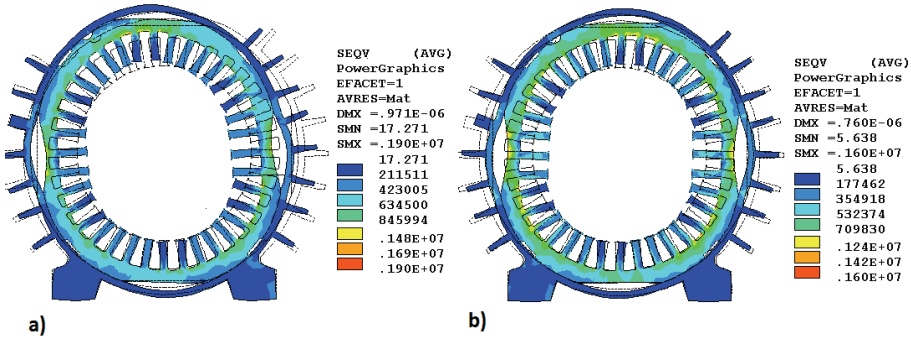 SEQV (AVG)
PowerGraphics
EFACET=1
AVRES=Mat
DMX =.971E-06
SMN =17.271
SMX =.190E+07
17.271
211511
423005
634500
845994
.148E+07
.169E+07
.190E+07
a)
SEQV (AVG)
PowerGraphics
EFACET=1
AVRES=Mat
DMX =.760E-06
SMN =5.638
SMX =.160E+07
5.638
177462
354918
532374
709830
.124E+07
.142E+07
.160E+07
b)